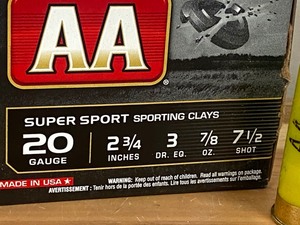 AA
SUPER SPORT SPORTING CLAYS
20 2 3/4 3 7/8 7 1/2
GAUGE INCHES DR. EQ. OZ. SHOT
MADE IN USA ★
WARNING: Keep out of reach of children. Read all warnings on package.
AVERTISSEMENT: Tenir hors de la portée des enfants. Lire tous les avertissements sur l'emballage.